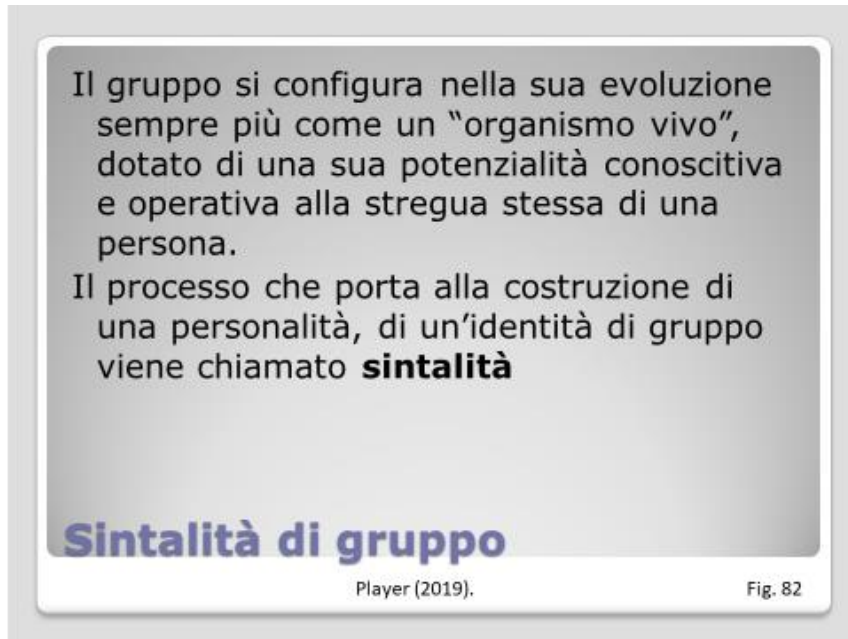 Il gruppo si configura nella sua evoluzione
sempre più come un “organismo vivo”,
dotato di una sua potenzialità conoscitiva
e operativa alla stregua stessa di una
persona.
Il processo che porta alla costruzione di
una personalità, di un’identità di gruppo
viene chiamato sintalità
Sintalità di gruppo
Player (2019).
Fig. 82